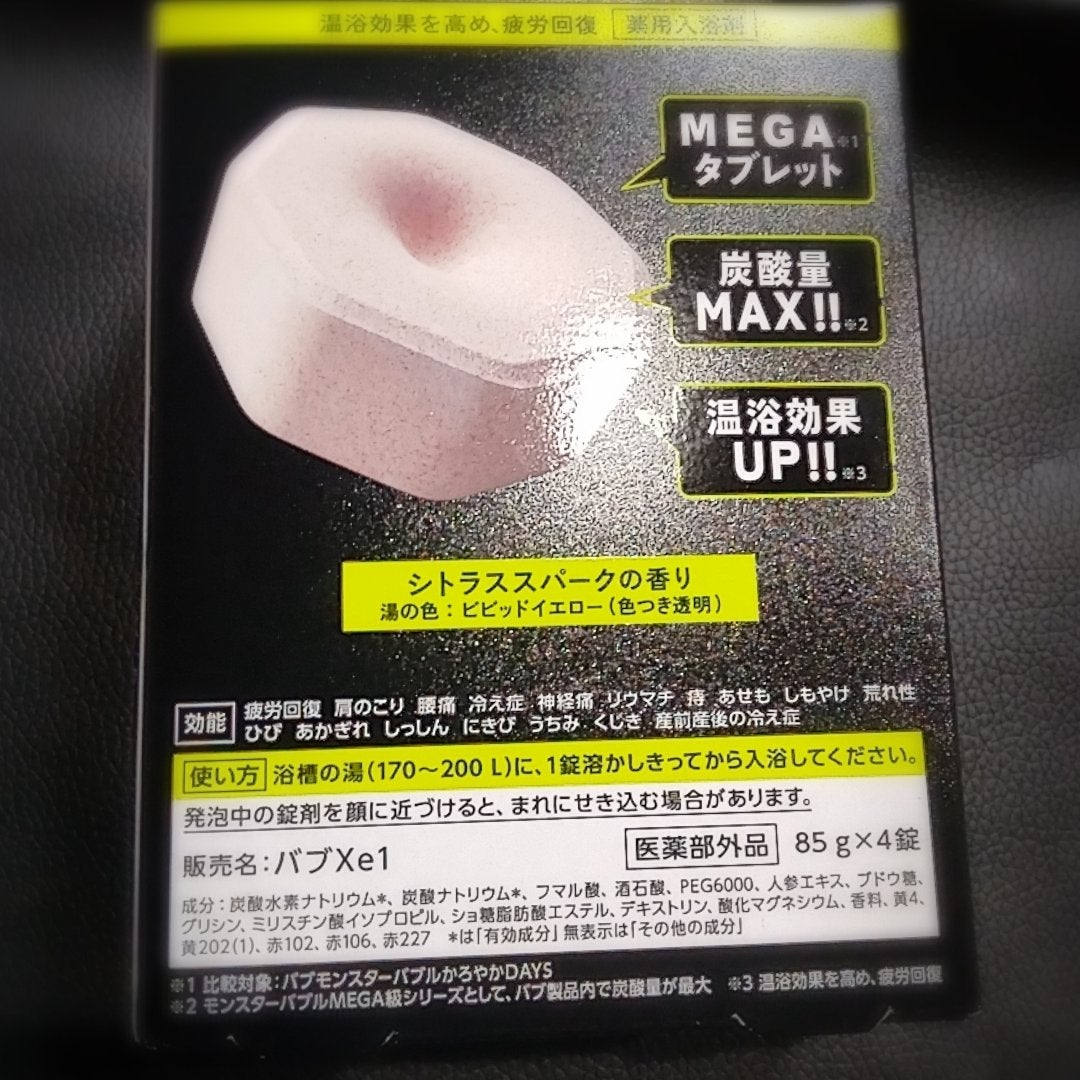 温浴効果を高め、疲労回復 薬用入浴剤
MEGA※1
タブレット
炭酸量
MAX!!※2
温浴効果
UP!!※3
シトラススパークの香り
湯の色：ビビッドイエロー（色つき透明）
効能 疲労回復 肩のこり 腰痛 冷え症 神経痛 リウマチ 痔 あせも しもやけ 荒れ性
ひび あかぎれ しっしん にきび うちみ くじき 産前産後の冷え症
使い方 浴槽の湯（170～200 L）に、1錠溶かしきってから入浴してください。
発泡中の錠剤を顔に近づけると、まれにせき込む場合があります。
販売名：バブXe1 医薬部外品 85 g×4錠
成分：炭酸水素ナトリウム*、炭酸ナトリウム*、フマル酸、酒石酸、PEG6000、人参エキス、ブドウ糖、
グリシン、ミリスチン酸イソプロピル、ショ糖脂肪酸エステル、デキストリン、酸化マグネシウム、香料、黄4、
黄202(1)、赤102、赤106、赤227 *は「有効成分」無表示は「その他の成分」
※1 比較対象：バブモンスターバブルかろやかDAYS
※2 モンスターバブルMEGA級シリーズとして、バブ製品内で炭酸量が最大 ※3 温浴効果を高め、疲労回復